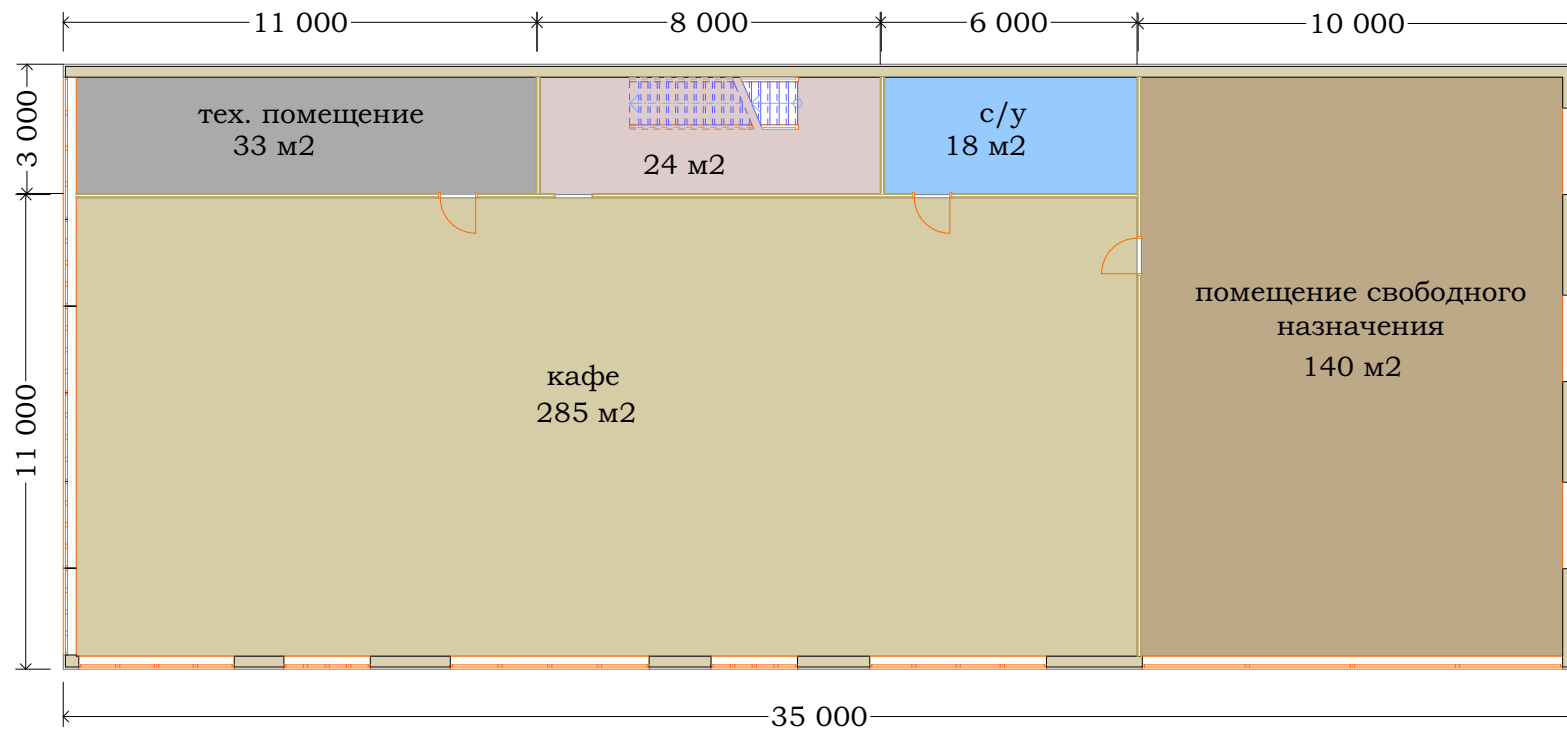 11 000
8 000
6 000
10 000
3 000
тех. помещение
33 м2
24 м2
с/у
18 м2
11 000
помещение свободного
назначения
140 м2
кафе
285 м2
35 000